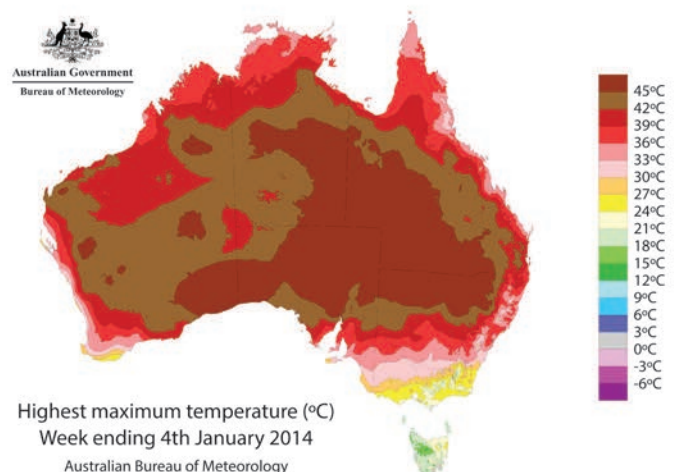 Australian Government
Bureau of Meteorology
45ºC
42ºC
39ºC
36ºC
33ºC
30ºC
27ºC
24ºC
21ºC
18ºC
15ºC
12ºC
9ºC
6ºC
3ºC
0ºC
-3ºC
-6ºC
Highest maximum temperature (ºC)
Week ending 4th January 2014
Australian Bureau of Meteorology